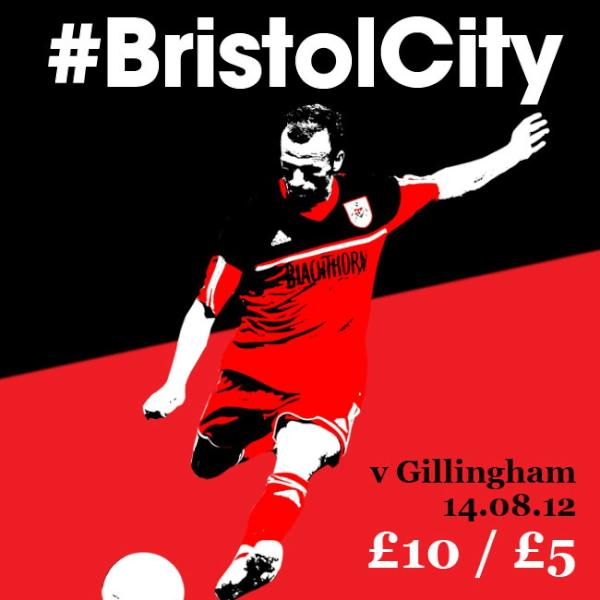 #BristolCity
BLACKTHORN
v Gillingham
14.08.12
£10 / £5